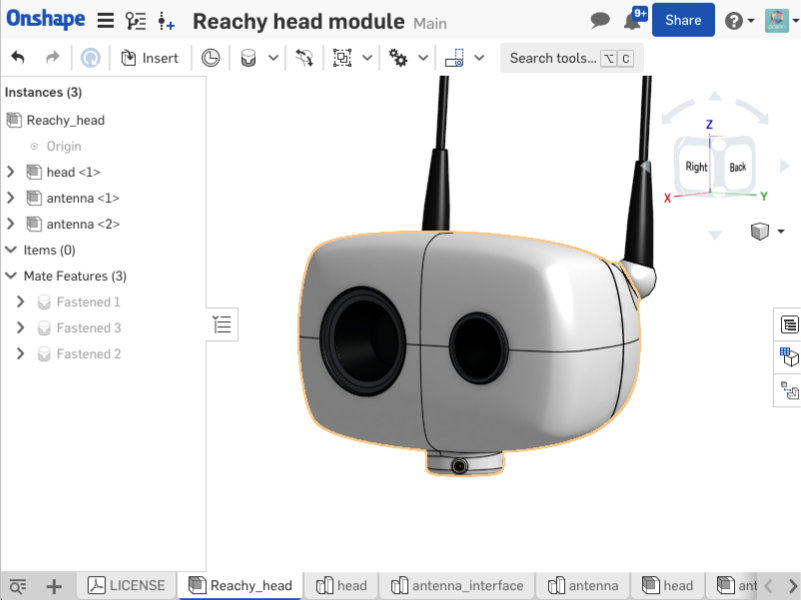 Onshape Reachy head module Main 9+ Share
Insert Search tools... ⌥ C
Instances (3)
Reachy_head
Origin
head <1>
antenna <1>
antenna <2>
Items (0)
Mate Features (3)
Fastened 1
Fastened 3
Fastened 2
Z
Right Back
X Y
LICENSE Reachy_head head antenna_interface antenna head ant